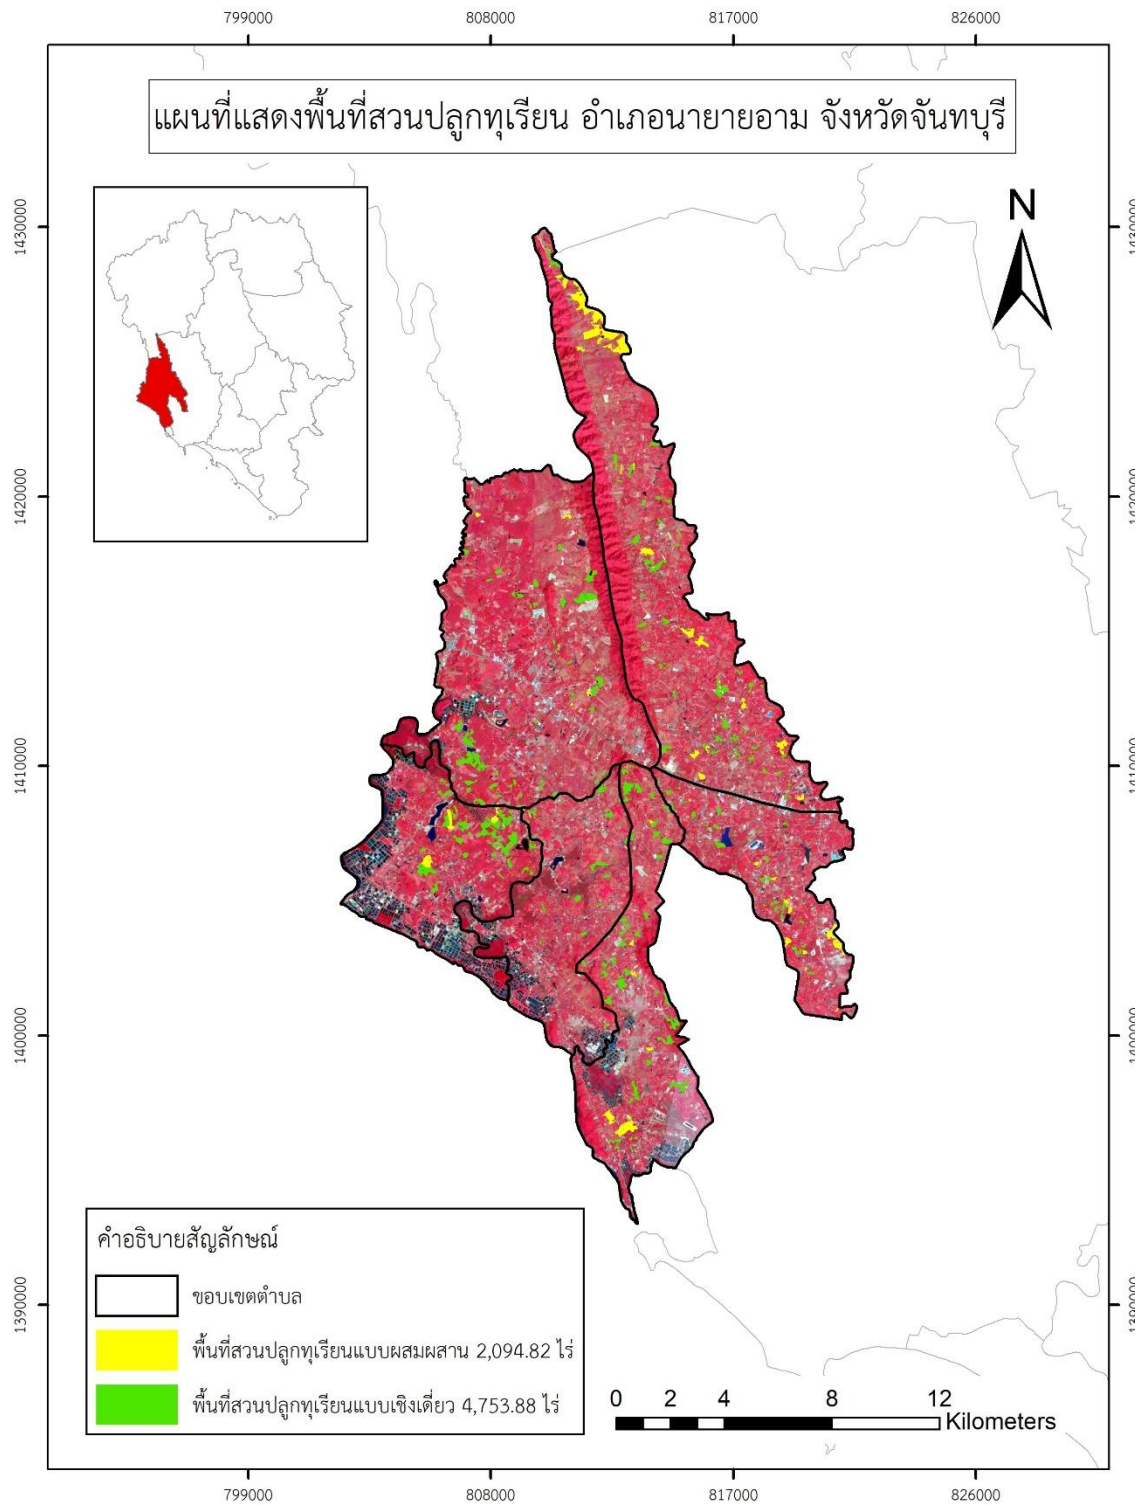 799000 808000 817000 826000
แผนที่แสดงพื้นที่สวนปลูกทุเรียน อำเภอนายายอาม จังหวัดจันทบุรี
N
1430000 1430000
1420000 1420000
1410000 1410000
1400000 1400000
1390000 1390000
คำอธิบายสัญลักษณ์
ขอบเขตตำบล
พื้นที่สวนปลูกทุเรียนแบบผสมผสาน 2,094.82 ไร่
พื้นที่สวนปลูกทุเรียนแบบเชิงเดี่ยว 4,753.88 ไร่
0 2 4 8 12
Kilometers
799000 808000 817000 826000